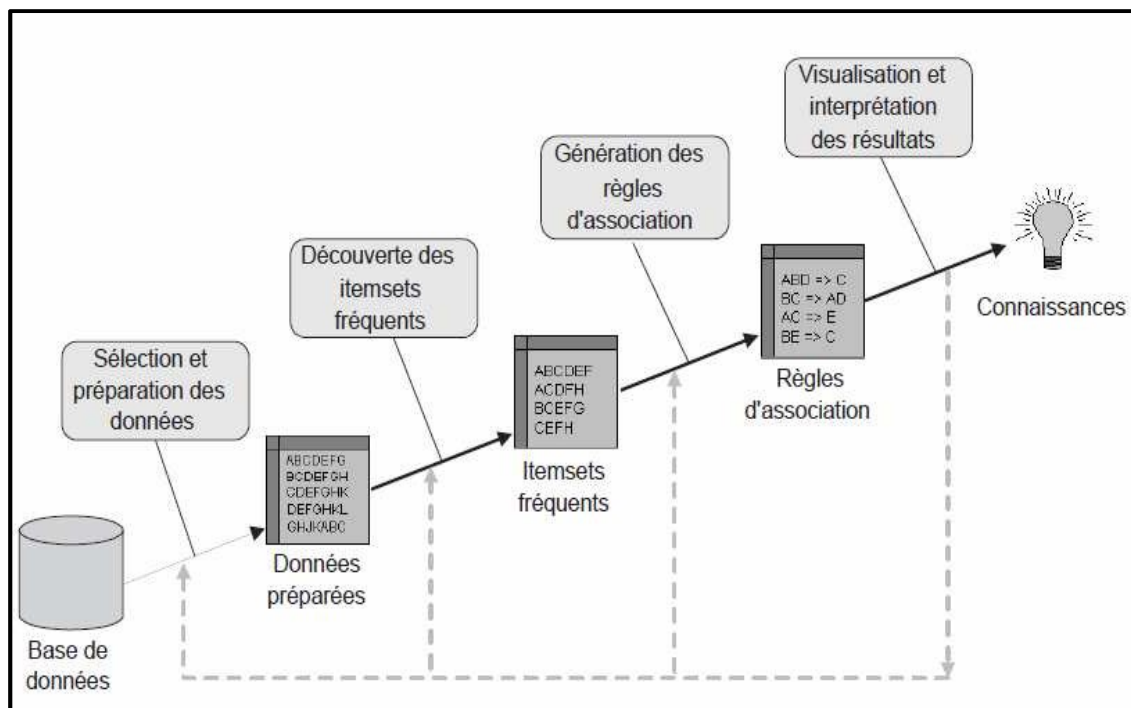 Visualisation et
interprétation
des résultats
Génération des
règles
d'association
Découverte des
itemsets
fréquents
Sélection et
préparation des
données
ABD => C
BC => AD
AC => E
BE => C
Connaissances
Règles
d'association
ABCDEF
ACDFH
BCEFG
CEFH
Itemsets
fréquents
ABCDEFG
BCDEFGH
CDEFGHK
DEFGHKL
GHJKABC
Données
préparées
Base de
données